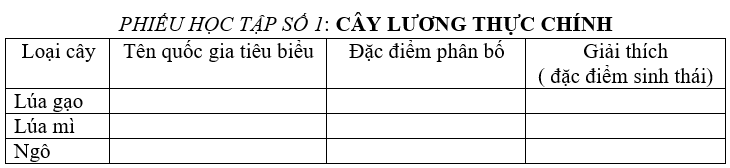 PHIẾU HỌC TẬP SỐ 1: CÂY LƯƠNG THỰC CHÍNH
Loại cây Tên quốc gia tiêu biểu Đặc điểm phân bố Giải thích
( đặc điểm sinh thái)
Lúa gạo
Lúa mì
Ngô